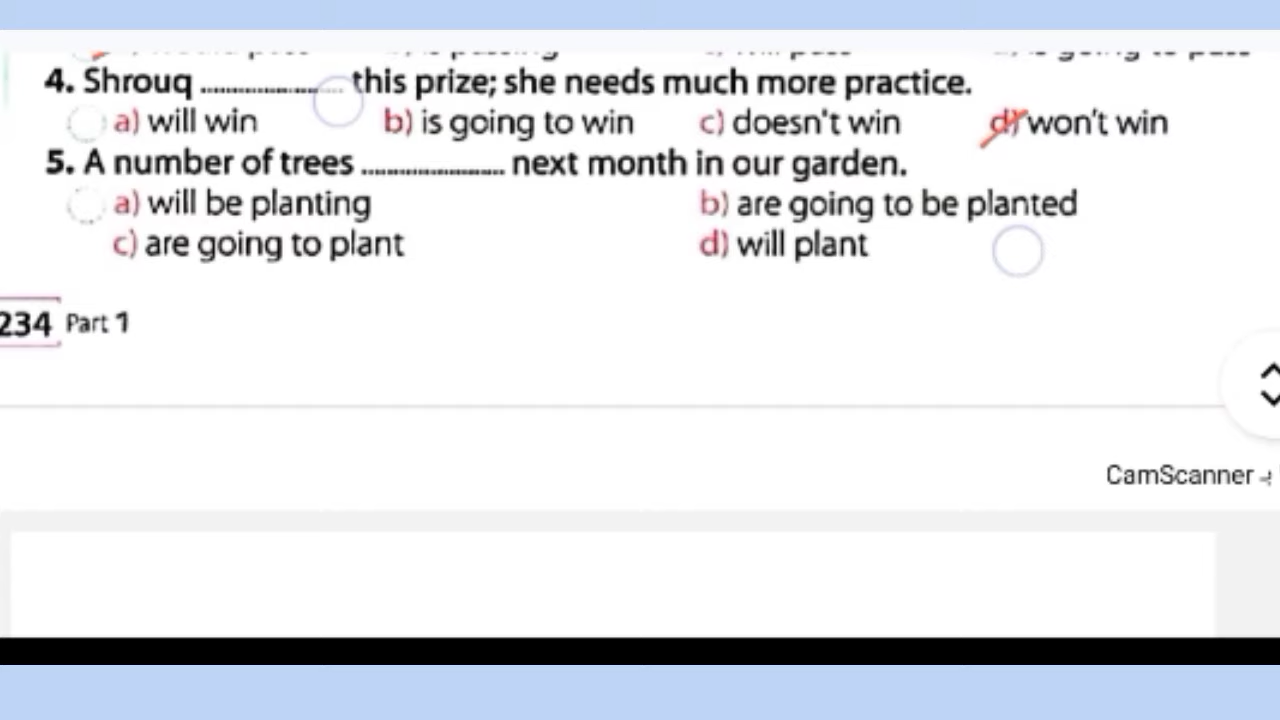 4. Shrouq ........................ this prize; she needs much more practice.
a) will win b) is going to win c) doesn't win d) won't win
5. A number of trees ........................ next month in our garden.
a) will be planting b) are going to be planted
c) are going to plant d) will plant
234 Part 1
CamScanner